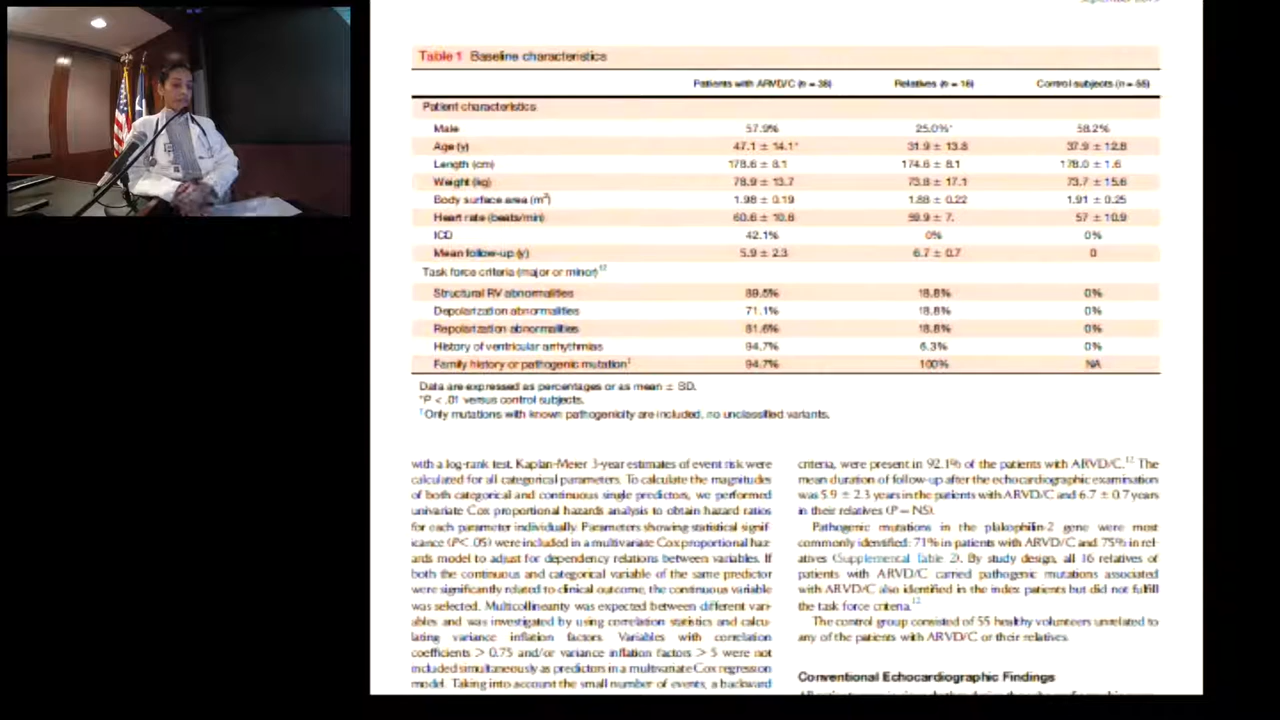 Table 1 Baseline characteristics
Patients with ARVD/C (n = 38) Relatives (n = 16) Control subjects (n = 55)
Patient characteristics
Male 57.9% 25.0%* 58.2%
Age (y) 47.1 ± 14.1* 31.9 ± 13.8 37.9 ± 12.8
Length (cm) 178.6 ± 8.1 174.6 ± 8.1 178.0 ± 1.6
Weight (kg) 78.9 ± 13.7 73.8 ± 17.1 73.7 ± 15.6
Body surface area (m²) 1.98 ± 0.19 1.88 ± 0.22 1.91 ± 0.25
Heart rate (beats/min) 60.6 ± 10.8 59.9 ± 7. 57 ± 10.9
ICD 42.1% 0% 0%
Mean follow-up (y) 5.9 ± 2.3 6.7 ± 0.7 0
Task force criteria (major or minor)¹²
Structural RV abnormalities 89.5% 18.8% 0%
Depolarization abnormalities 71.1% 18.8% 0%
Repolarization abnormalities 81.6% 18.8% 0%
History of ventricular arrhythmias 94.7% 6.3% 0%
Family history or pathogenic mutation† 94.7% 100% NA
Data are expressed as percentages or as mean ± SD.
*P < .01 versus control subjects.
†Only mutations with known pathogenicity are included, no unclassified variants.
with a log-rank test. Kaplan-Meier 3-year estimates of event risk were
calculated for all categorical parameters. To calculate the magnitudes
of both categorical and continuous single predictors, we performed
univariate Cox proportional hazards analysis to obtain hazard ratios
for each parameter individually. Parameters showing statistical signif-
icance (P < .05) were included in a multivariate Cox proportional haz-
ards model to adjust for dependency relations between variables. If
both the continuous and categorical variable of the same predictor
were significantly related to clinical outcome, the continuous variable
was selected. Multicollinearity was expected between different vari-
ables and was investigated by using correlation statistics and calcu-
lating variance inflation factors. Variables with correlation
coefficients > 0.75 and/or variance inflation factors > 5 were not
included simultaneously as predictors in a multivariate Cox regression
model. Taking into account the small number of events, a backward
criteria, were present in 92.1% of the patients with ARVD/C.¹² The
mean duration of follow-up after the echocardiographic examination
was 5.9 ± 2.3 years in the patients with ARVD/C and 6.7 ± 0.7 years
in their relatives (P = NS).
Pathogenic mutations in the plakophilin-2 gene were most
commonly identified: 71% in patients with ARVD/C and 75% in rel-
atives (Supplemental Table 2). By study design, all 16 relatives of
patients with ARVD/C carried pathogenic mutations associated
with ARVD/C also identified in the index patients but did not fulfill
the task force criteria.¹²
The control group consisted of 55 healthy volunteers unrelated to
any of the patients with ARVD/C or their relatives.
Conventional Echocardiographic Findings